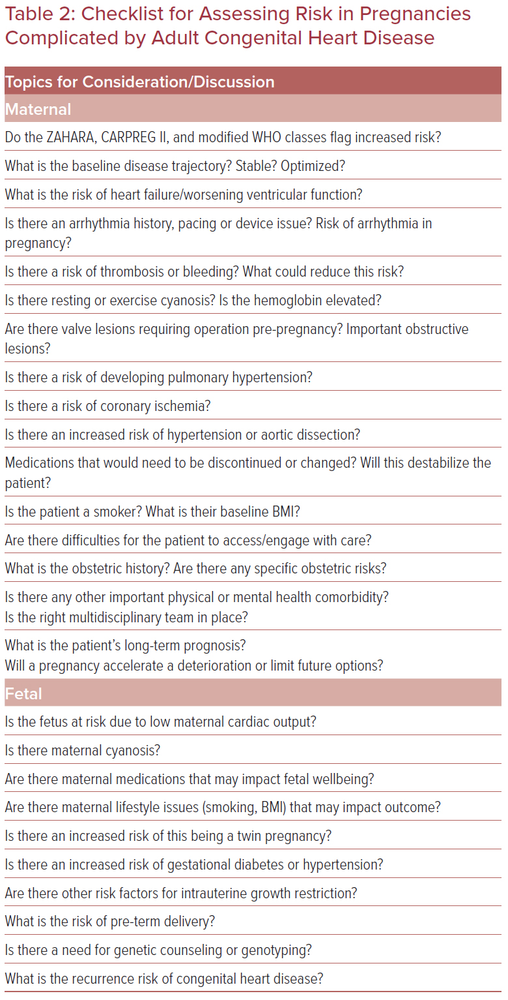 Table 2: Checklist for Assessing Risk in Pregnancies
Complicated by Adult Congenital Heart Disease
Topics for Consideration/Discussion
Maternal
Do the ZAHARA, CARPREG II, and modified WHO classes flag increased risk?
What is the baseline disease trajectory? Stable? Optimized?
What is the risk of heart failure/worsening ventricular function?
Is there an arrhythmia history, pacing or device issue? Risk of arrhythmia in
pregnancy?
Is there a risk of thrombosis or bleeding? What could reduce this risk?
Is there resting or exercise cyanosis? Is the hemoglobin elevated?
Are there valve lesions requiring operation pre-pregnancy? Important obstructive
lesions?
Is there a risk of developing pulmonary hypertension?
Is there a risk of coronary ischemia?
Is there an increased risk of hypertension or aortic dissection?
Medications that would need to be discontinued or changed? Will this destabilize the
patient?
Is the patient a smoker? What is their baseline BMI?
Are there difficulties for the patient to access/engage with care?
What is the obstetric history? Are there any specific obstetric risks?
Is there any other important physical or mental health comorbidity?
Is the right multidisciplinary team in place?
What is the patient’s long-term prognosis?
Will a pregnancy accelerate a deterioration or limit future options?
Fetal
Is the fetus at risk due to low maternal cardiac output?
Is there maternal cyanosis?
Are there maternal medications that may impact fetal wellbeing?
Are there maternal lifestyle issues (smoking, BMI) that may impact outcome?
Is there an increased risk of this being a twin pregnancy?
Is there an increased risk of gestational diabetes or hypertension?
Are there other risk factors for intrauterine growth restriction?
What is the risk of pre-term delivery?
Is there a need for genetic counseling or genotyping?
What is the recurrence risk of congenital heart disease?